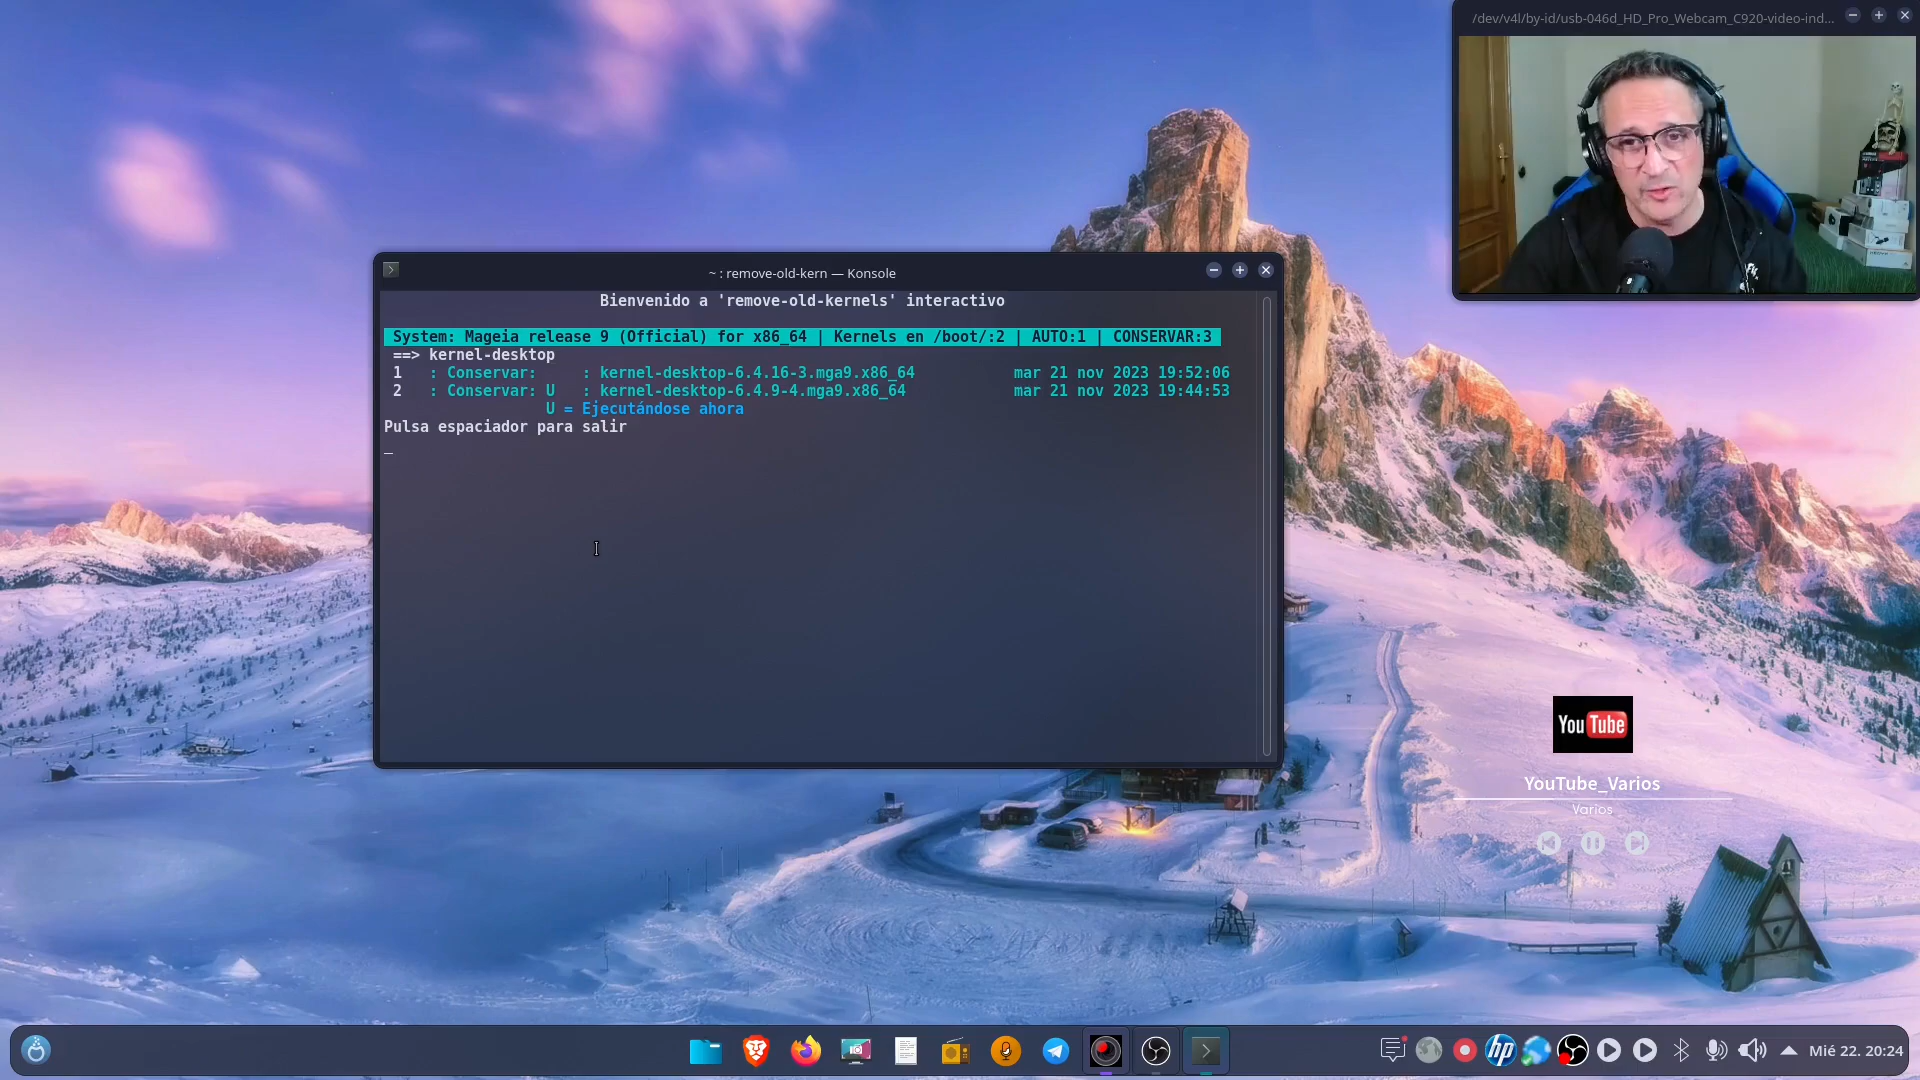 /dev/v4l/by-id/usb-046d_HD_Pro_Webcam_C920-video-ind...
~ : remove-old-kern — Konsole
Bienvenido a 'remove-old-kernels' interactivo
System: Mageia release 9 (Official) for x86_64 | Kernels en /boot/:2 | AUTO:1 | CONSERVAR:3
==> kernel-desktop
1 : Conservar: : kernel-desktop-6.4.16-3.mga9.x86_64 mar 21 nov 2023 19:52:06
2 : Conservar: U : kernel-desktop-6.4.9-4.mga9.x86_64 mar 21 nov 2023 19:44:53
U = Ejecutándose ahora
Pulsa espaciador para salir
YouTube
YouTube_Varios
Varios
hp
Mié 22. 20:24